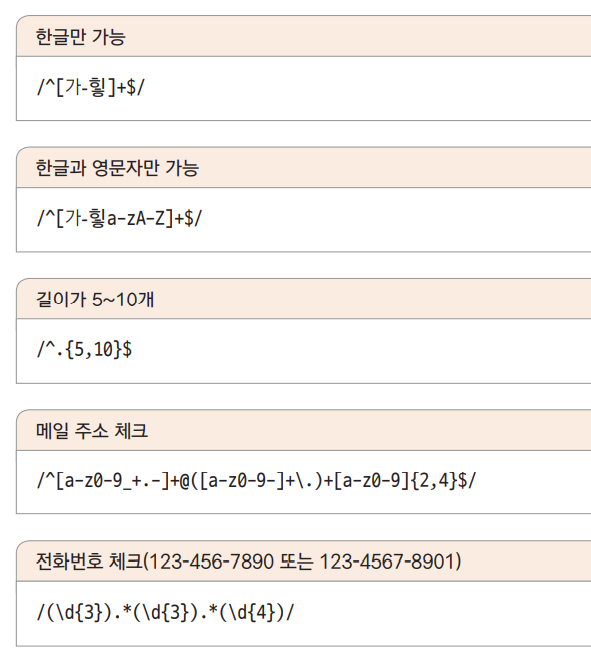 한글만 가능
/^[가-힣]+$/
한글과 영문자만 가능
/^[가-힣a-zA-Z]+$/
길이가 5~10개
/^.{5,10}$
메일 주소 체크
/^[a-z0-9_+.-]+@([a-z0-9-]+\.)+[a-z0-9]{2,4}$/
전화번호 체크(123-456-7890 또는 123-4567-8901)
/(\d{3}).*(\d{3}).*(\d{4})/